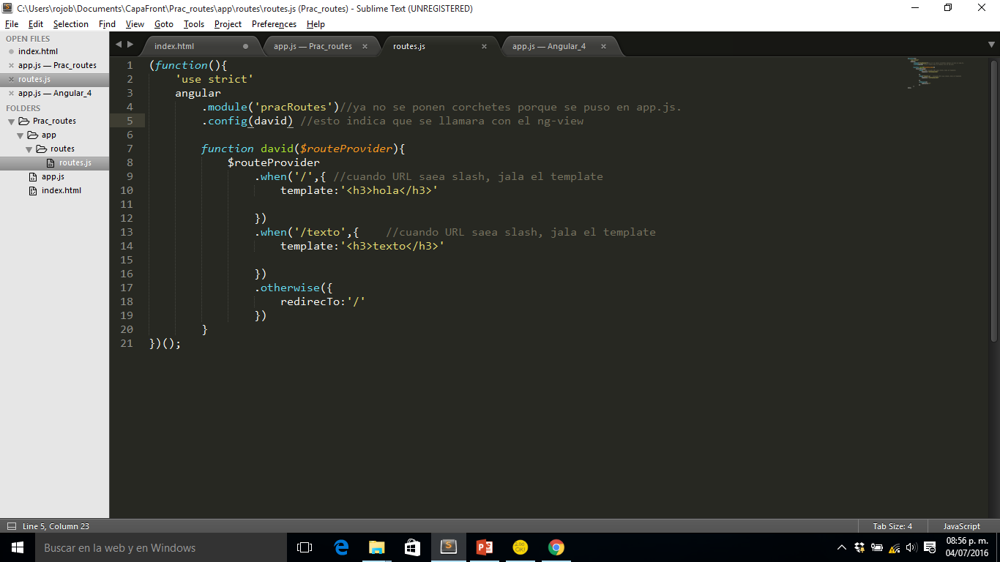 C:\Users\rojob\Documents\CapaFront\Prac_routes\app\routes\routes.js (Prac_routes) - Sublime Text (UNREGISTERED)
File Edit Selection Find View Goto Tools Project Preferences Help
OPEN FILES
index.html
app.js — Prac_routes
routes.js
app.js — Angular_4
FOLDERS
Prac_routes
app
routes
routes.js
app.js
index.html
index.html app.js — Prac_routes routes.js app.js — Angular_4
1 (function(){
2 'use strict'
3 angular
4 .module('pracRoutes')//ya no se ponen corchetes porque se puso en app.js.
5 .config(david) //esto indica que se llamara con el ng-view
6
7 function david($routeProvider){
8 $routeProvider
9 .when('/',{ //cuando URL saea slash, jala el template
10 template:'<h3>hola</h3>'
11
12 })
13 .when('/texto',{ //cuando URL saea slash, jala el template
14 template:'<h3>texto</h3>'
15
16 })
17 .otherwise({
18 redirecTo:'/'
19 })
20 }
21 })();
Line 5, Column 23 Tab Size: 4 JavaScript
Buscar en la web y en Windows
08:56 p. m.
04/07/2016